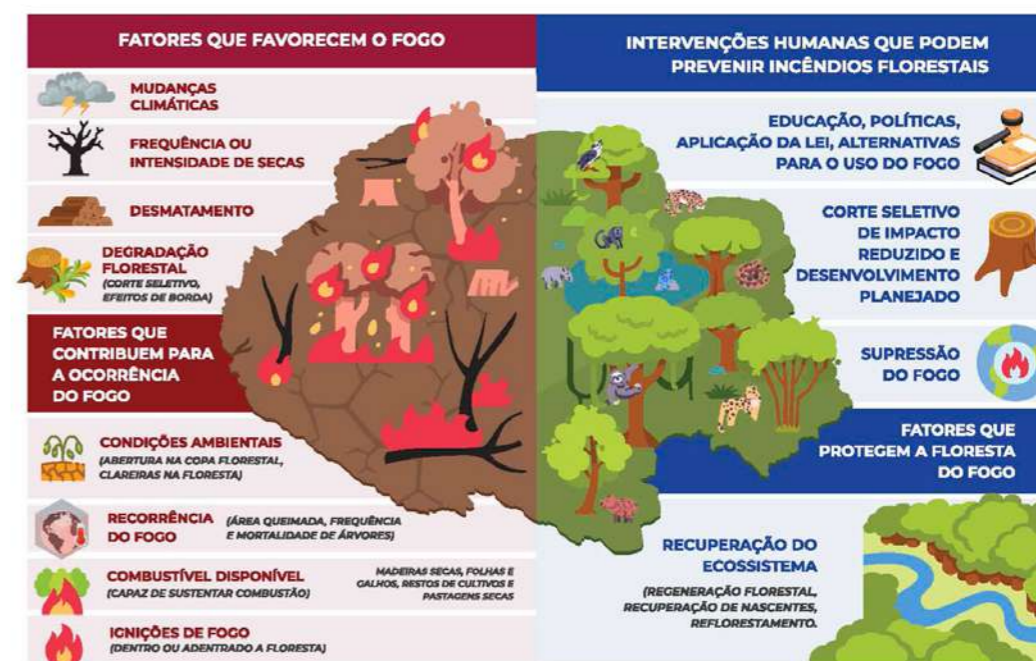 FATORES QUE FAVORECEM O FOGO
MUDANÇAS
CLIMÁTICAS
FREQUÊNCIA OU
INTENSIDADE DE SECAS
DESMATAMENTO
DEGRADAÇÃO
FLORESTAL
(CORTE SELETIVO,
EFEITOS DE BORDA)
FATORES QUE
CONTRIBUEM PARA
A OCORRÊNCIA
DO FOGO
CONDIÇÕES AMBIENTAIS
(ABERTURA NA COPA FLORESTAL,
CLAREIRAS NA FLORESTA)
RECORRÊNCIA
DO FOGO
(ÁREA QUEIMADA, FREQUÊNCIA
E MORTALIDADE DE ÁRVORES)
COMBUSTÍVEL DISPONÍVEL
(CAPAZ DE SUSTENTAR COMBUSTÃO)
MADEIRAS SECAS, FOLHAS E
GALHOS, RESTOS DE CULTIVOS E
PASTAGENS SECAS
IGNIÇÕES DE FOGO
(DENTRO OU ADENTRADO A FLORESTA)
INTERVENÇÕES HUMANAS QUE PODEM
PREVENIR INCÊNDIOS FLORESTAIS
EDUCAÇÃO, POLÍTICAS,
APLICAÇÃO DA LEI, ALTERNATIVAS
PARA O USO DO FOGO
CORTE SELETIVO
DE IMPACTO
REDUZIDO E
DESENVOLVIMENTO
PLANEJADO
SUPRESSÃO
DO FOGO
FATORES QUE
PROTEGEM A FLORESTA
DO FOGO
RECUPERAÇÃO DO
ECOSSISTEMA
(REGENERAÇÃO FLORESTAL,
RECUPERAÇÃO DE NASCENTES,
REFLORESTAMENTO.